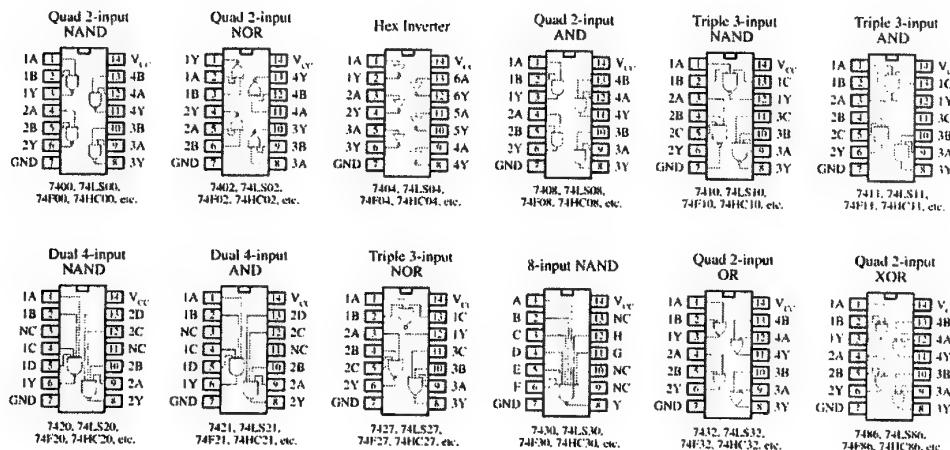 Quad 2-input
NAND
1A 1 14 VCC
1B 2 13 4B
1Y 3 12 4A
2A 4 11 4Y
2B 5 10 3B
2Y 6 9 3A
GND 7 8 3Y
7400, 74LS00,
74F00, 74HC00, etc.
Quad 2-input
NOR
1Y 1 14 VCC
1A 2 13 4Y
1B 3 12 4B
2Y 4 11 4A
2A 5 10 3Y
2B 6 9 3B
GND 7 8 3A
7402, 74LS02,
74F02, 74HC02, etc.
Hex Inverter
1A 1 14 VCC
1Y 2 13 6A
2A 3 12 6Y
2Y 4 11 5A
3A 5 10 5Y
3Y 6 9 4A
GND 7 8 4Y
7404, 74LS04,
74F04, 74HC04, etc.
Quad 2-input
AND
1A 1 14 VCC
1B 2 13 4B
1Y 3 12 4A
2A 4 11 4Y
2B 5 10 3B
2Y 6 9 3A
GND 7 8 3Y
7408, 74LS08,
74F08, 74HC08, etc.
Triple 3-input
NAND
1A 1 14 VCC
1B 2 13 1C
2A 3 12 1Y
2B 4 11 3C
2C 5 10 3B
2Y 6 9 3A
GND 7 8 3Y
7410, 74LS10,
74F10, 74HC10, etc.
Triple 3-input
AND
1A 1 14 VCC
1B 2 13 1C
2A 3 12 1Y
2B 4 11 3C
2C 5 10 3B
2Y 6 9 3A
GND 7 8 3Y
7411, 74LS11,
74F11, 74HC11, etc.
Dual 4-input
NAND
1A 1 14 VCC
1B 2 13 2D
NC 3 12 2C
1C 4 11 NC
1D 5 10 2B
1Y 6 9 2A
GND 7 8 2Y
7420, 74LS20,
74F20, 74HC20, etc.
Dual 4-input
AND
1A 1 14 VCC
1B 2 13 2D
NC 3 12 2C
1C 4 11 NC
1D 5 10 2B
1Y 6 9 2A
GND 7 8 2Y
7421, 74LS21,
74F21, 74HC21, etc.
Triple 3-input
NOR
1A 1 14 VCC
1B 2 13 1C
2A 3 12 1Y
2B 4 11 3C
2C 5 10 3B
2Y 6 9 3A
GND 7 8 3Y
7427, 74LS27,
74F27, 74HC27, etc.
8-input NAND
A 1 14 VCC
B 2 13 NC
C 3 12 H
D 4 11 G
E 5 10 NC
F 6 9 NC
GND 7 8 Y
7430, 74LS30,
74F30, 74HC30, etc.
Quad 2-input
OR
1A 1 14 VCC
1B 2 13 4B
1Y 3 12 4A
2A 4 11 4Y
2B 5 10 3B
2Y 6 9 3A
GND 7 8 3Y
7432, 74LS32,
74F32, 74HC32, etc.
Quad 2-input
XOR
1A 1 14 VCC
1B 2 13 4B
1Y 3 12 4A
2A 4 11 4Y
2B 5 10 3B
2Y 6 9 3A
GND 7 8 3Y
7486, 74LS86,
74F86, 74HC86, etc.